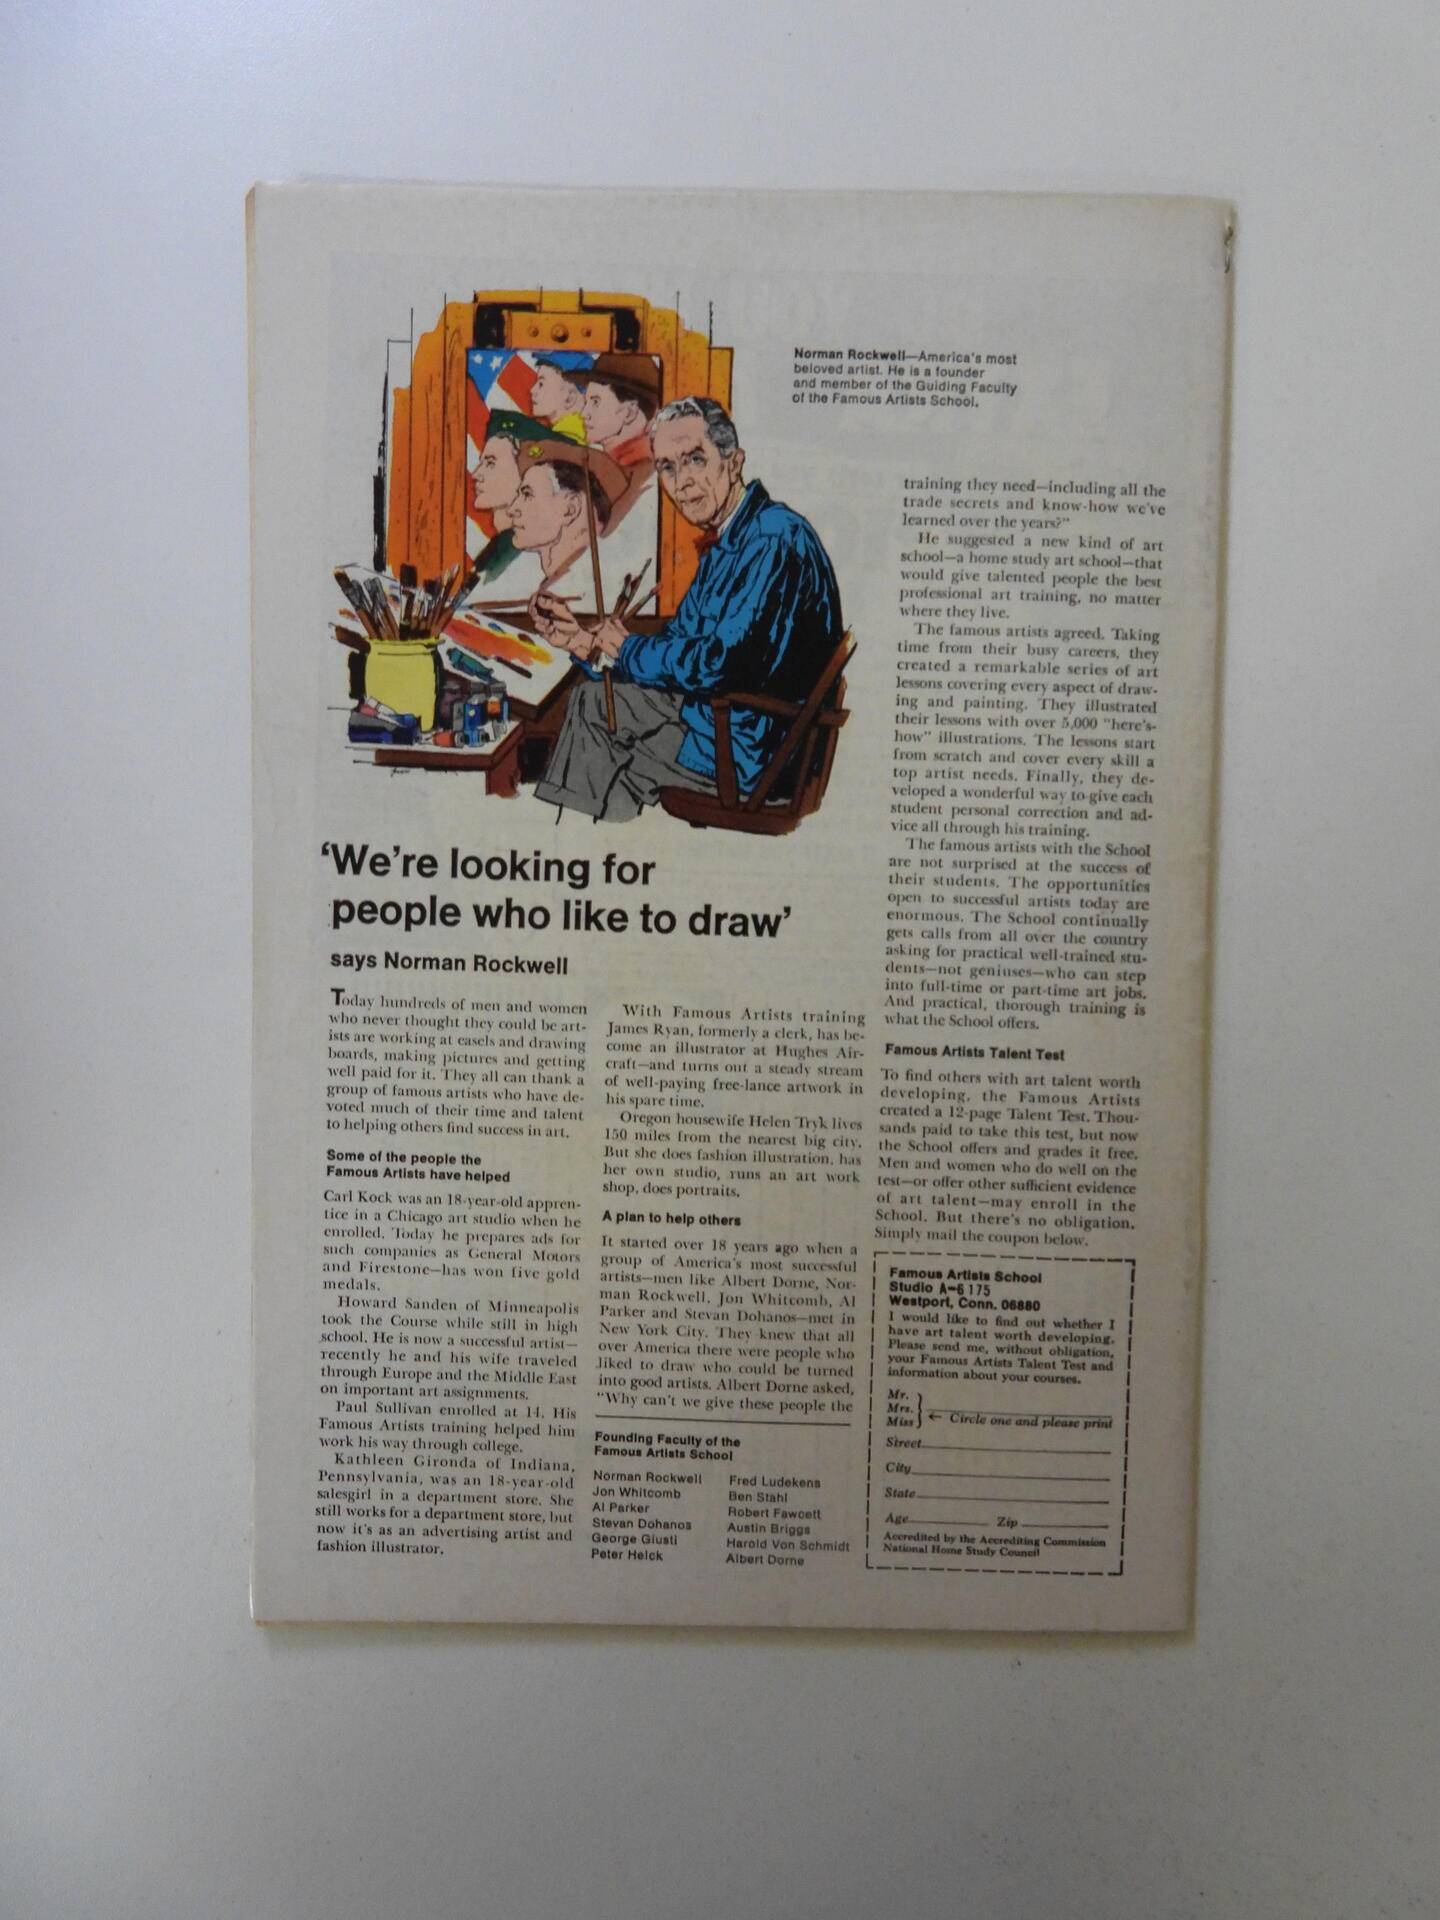 Norman Rockwell—America's most
beloved artist. He is a founder
and member of the Guiding Faculty
of the Famous Artists School.
'We're looking for
people who like to draw'
says Norman Rockwell
Today hundreds of men and women
who never thought they could be art-
ists are working at easels and drawing
boards, making pictures and getting
well paid for it. They all can thank a
group of famous artists who have de-
voted much of their time and talent
to helping others find success in art.
Some of the people the
Famous Artists have helped
Carl Kock was an 18-year-old appren-
tice in a Chicago art studio when he
enrolled. Today he prepares ads for
such companies as General Motors
and Firestone—has won five gold
medals.
Howard Sanden of Minneapolis
took the Course while still in high
school. He is now a successful artist—
recently he and his wife traveled
through Europe and the Middle East
on important art assignments.
Paul Sullivan enrolled at 14. His
Famous Artists training helped him
work his way through college.
Kathleen Gironda of Indiana,
Pennsylvania, was an 18-year-old
salesgirl in a department store. She
still works for a department store, but
now it's as an advertising artist and
fashion illustrator.
With Famous Artists training
James Ryan, formerly a clerk, has be-
come an illustrator at Hughes Air-
craft—and turns out a steady stream
of well-paying free-lance artwork in
his spare time.
Oregon housewife Helen Tryk lives
150 miles from the nearest big city.
But she does fashion illustration, has
her own studio, runs an art work
shop, does portraits.
A plan to help others
It started over 18 years ago when a
group of America's most successful
artists—men like Albert Dorne, Nor-
man Rockwell, Jon Whitcomb, Al
Parker and Stevan Dohanos—met in
New York City. They knew that all
over America there were people who
liked to draw who could be turned
into good artists. Albert Dorne asked,
"Why can't we give these people the
Founding Faculty of the
Famous Artists School
Norman Rockwell
Jon Whitcomb
Al Parker
Stevan Dohanos
George Giusti
Peter Helck
Fred Ludekens
Ben Stahl
Robert Fawcett
Austin Briggs
Harold Von Schmidt
Albert Dorne
training they need—including all the
trade secrets and know-how we've
learned over the years?"
He suggested a new kind of art
school—a home study art school—that
would give talented people the best
professional art training, no matter
where they live.
The famous artists agreed. Taking
time from their busy careers, they
created a remarkable series of art
lessons covering every aspect of draw-
ing and painting. They illustrated
their lessons with over 5,000 "here's-
how" illustrations. The lessons start
from scratch and cover every skill a
top artist needs. Finally, they de-
veloped a wonderful way to give each
student personal correction and ad-
vice all through his training.
The famous artists with the School
are not surprised at the success of
their students. The opportunities
open to successful artists today are
enormous. The School continually
gets calls from all over the country
asking for practical well-trained stu-
dents—not geniuses—who can step
into full-time or part-time art jobs.
And practical, thorough training is
what the School offers.
Famous Artists Talent Test
To find others with art talent worth
developing, the Famous Artists
created a 12-page Talent Test. Thou-
sands paid to take this test, but now
the School offers and grades it free.
Men and women who do well on the
test—or offer other sufficient evidence
of art talent—may enroll in the
School. But there's no obligation.
Simply mail the coupon below.
Famous Artists School
Studio A-6175
Westport, Conn. 06880
I would like to find out whether I
have art talent worth developing.
Please send me, without obligation,
your Famous Artists Talent Test and
information about your courses.
Mr.
Mrs.
Miss ← Circle one and please print
Street
City
State
Age Zip
Accredited by the Accrediting Commission
National Home Study Council